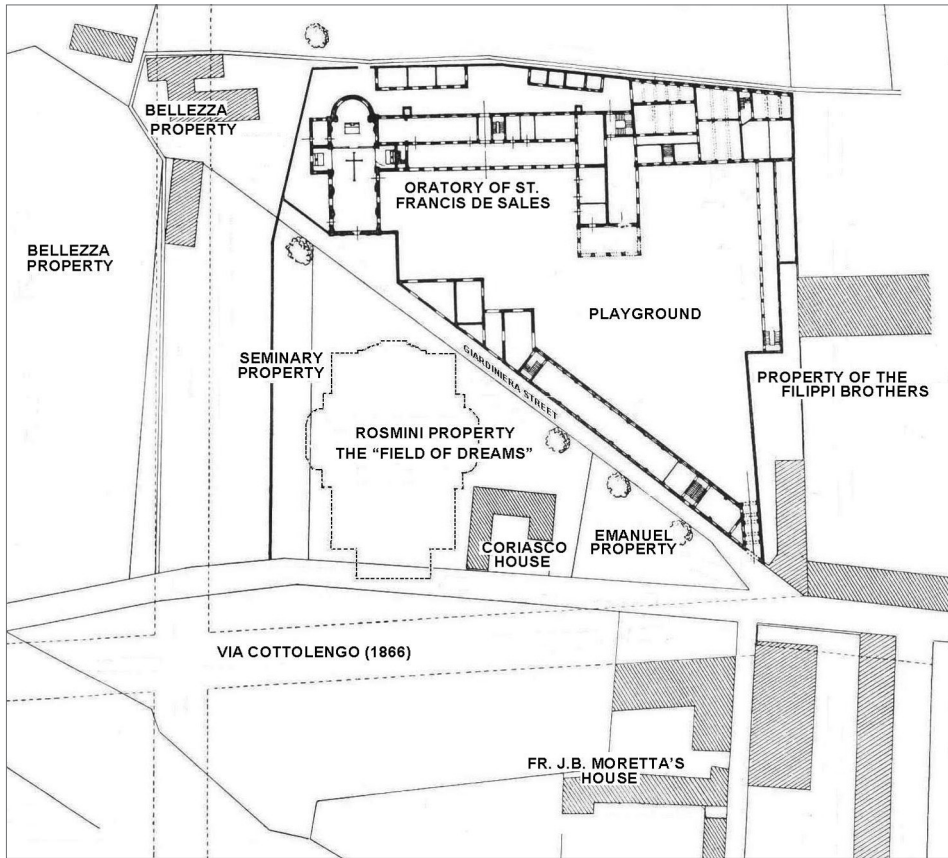 BELLEZZA
PROPERTY
ORATORY OF ST.
FRANCIS DE SALES
BELLEZZA
PROPERTY
PLAYGROUND
GIARDINIERA STREET
SEMINARY
PROPERTY
PROPERTY OF THE
FILIPPI BROTHERS
ROSMINI PROPERTY
THE “FIELD OF DREAMS”
CORIASCO
HOUSE
EMANUEL
PROPERTY
VIA COTTOLENGO (1866)
FR. J.B. MORETTA’S
HOUSE